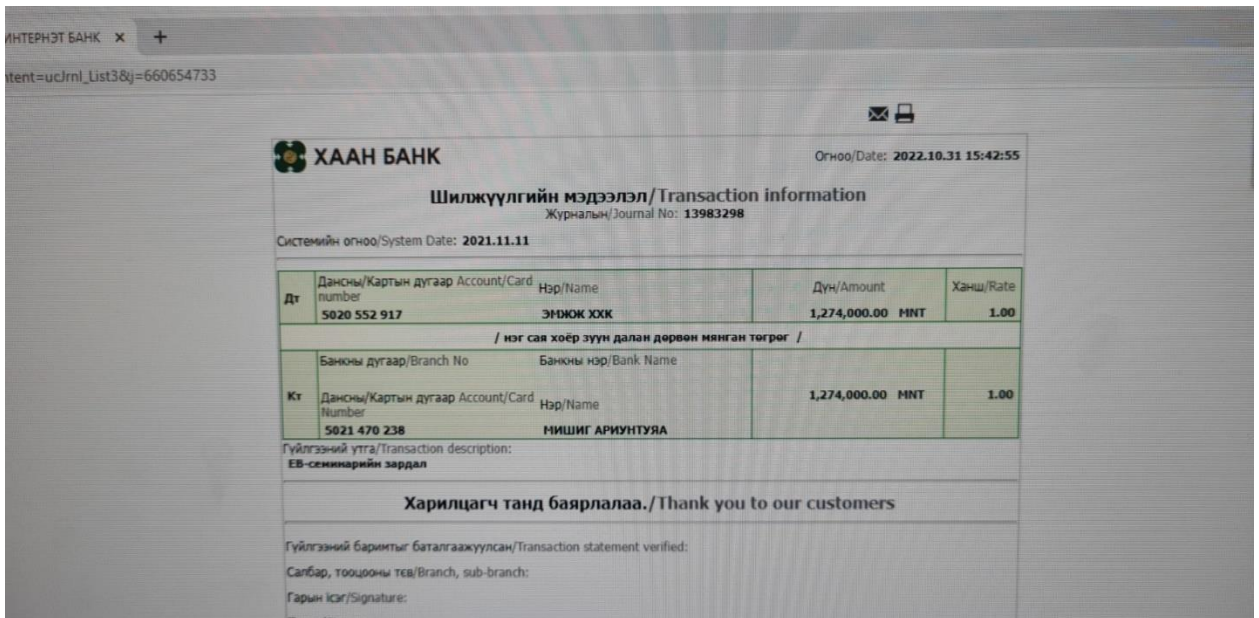 ИНТЕРНЭТ БАНК × +
ntent=ucJrnl_List3&j=660654733
ХААН БАНК
Огноо/Date: 2022.10.31 15:42:55
Шилжүүлгийн мэдээлэл/Transaction information
Журналын/Journal No: 13983298
Системийн огноо/System Date: 2021.11.11
Дт
Дансны/Картын дугаар Account/Card number
Нэр/Name
Дүн/Amount
Ханш/Rate
5020 552 917
ЭМЖЖ ХХК
1,274,000.00 MNT
1.00
/ нэг сая хоёр зуун далан дөрвөн мянган төгрөг /
Банкны дугаар/Branch No
Банкны нэр/Bank Name
Кт
Дансны/Картын дугаар Account/Card Number
Нэр/Name
1,274,000.00 MNT
1.00
5021 470 238
МИШИГ АРИУНТУЯА
Гүйлгээний утга/Transaction description:
ЕВ-семинарийн зардал
Харилцагч танд баярлалаа./Thank you to our customers
Гүйлгээний баримтыг баталгаажуулсан/Transaction statement verified:
Салбар, тооцооны төв/Branch, sub-branch:
Гарын үсэг/Signature: